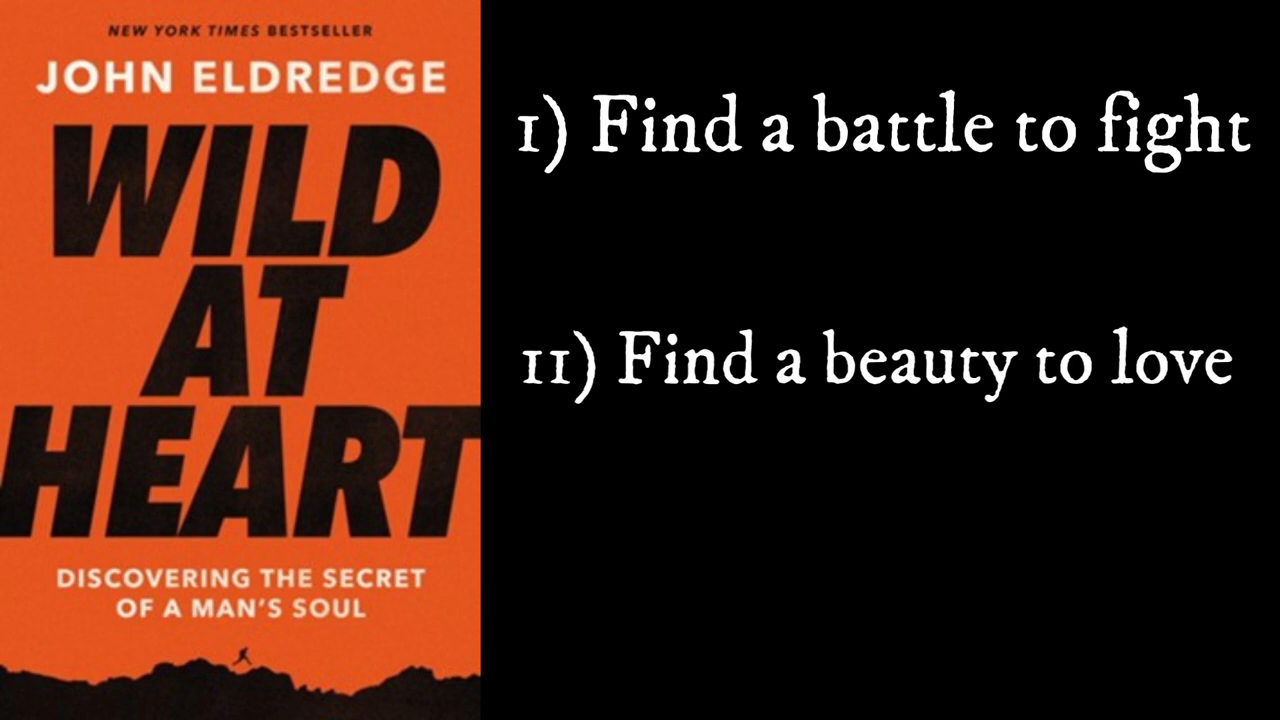 NEW YORK TIMES BESTSELLER
JOHN ELDREDGE
WILD
AT
HEART
DISCOVERING THE SECRET
OF A MAN'S SOUL
I) Find a battle to fight
II) Find a beauty to love